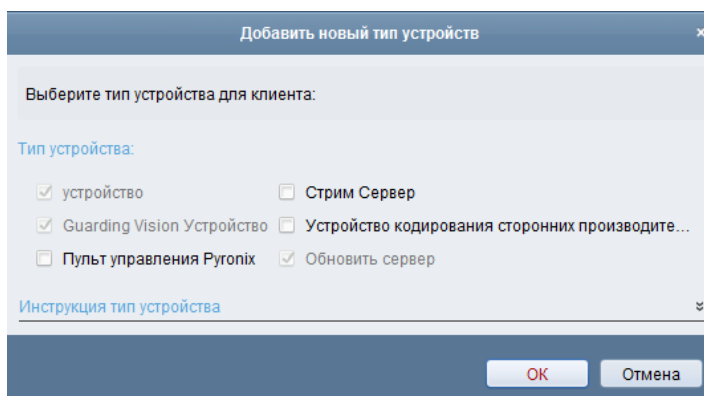 Добавить новый тип устройств
Выберите тип устройства для клиента:
Тип устройства:
устройство
Стрим Сервер
Guarding Vision Устройство
Устройство кодирования сторонних производите...
Пульт управления Pyronix
Обновить сервер
Инструкция тип устройства
OK
Отмена